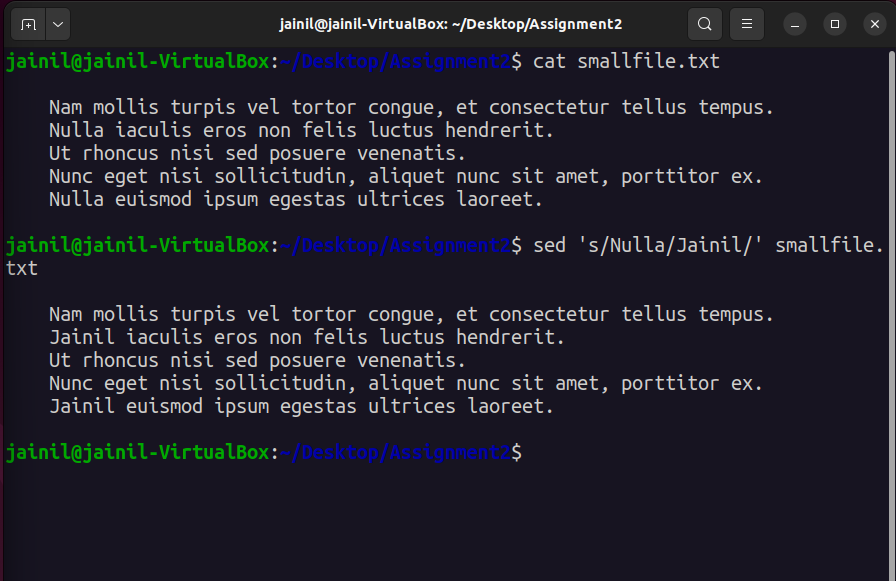 jainil@jainil-VirtualBox: ~/Desktop/Assignment2
jainil@jainil-VirtualBox:~/Desktop/Assignment2$ cat smallfile.txt
Nam mollis turpis vel tortor congue, et consectetur tellus tempus.
Nulla iaculis eros non felis luctus hendrerit.
Ut rhoncus nisi sed posuere venenatis.
Nunc eget nisi sollicitudin, aliquet nunc sit amet, porttitor ex.
Nulla euismod ipsum egestas ultrices laoreet.
jainil@jainil-VirtualBox:~/Desktop/Assignment2$ sed 's/Nulla/Jainil/' smallfile.
txt
Nam mollis turpis vel tortor congue, et consectetur tellus tempus.
Jainil iaculis eros non felis luctus hendrerit.
Ut rhoncus nisi sed posuere venenatis.
Nunc eget nisi sollicitudin, aliquet nunc sit amet, porttitor ex.
Jainil euismod ipsum egestas ultrices laoreet.
jainil@jainil-VirtualBox:~/Desktop/Assignment2$